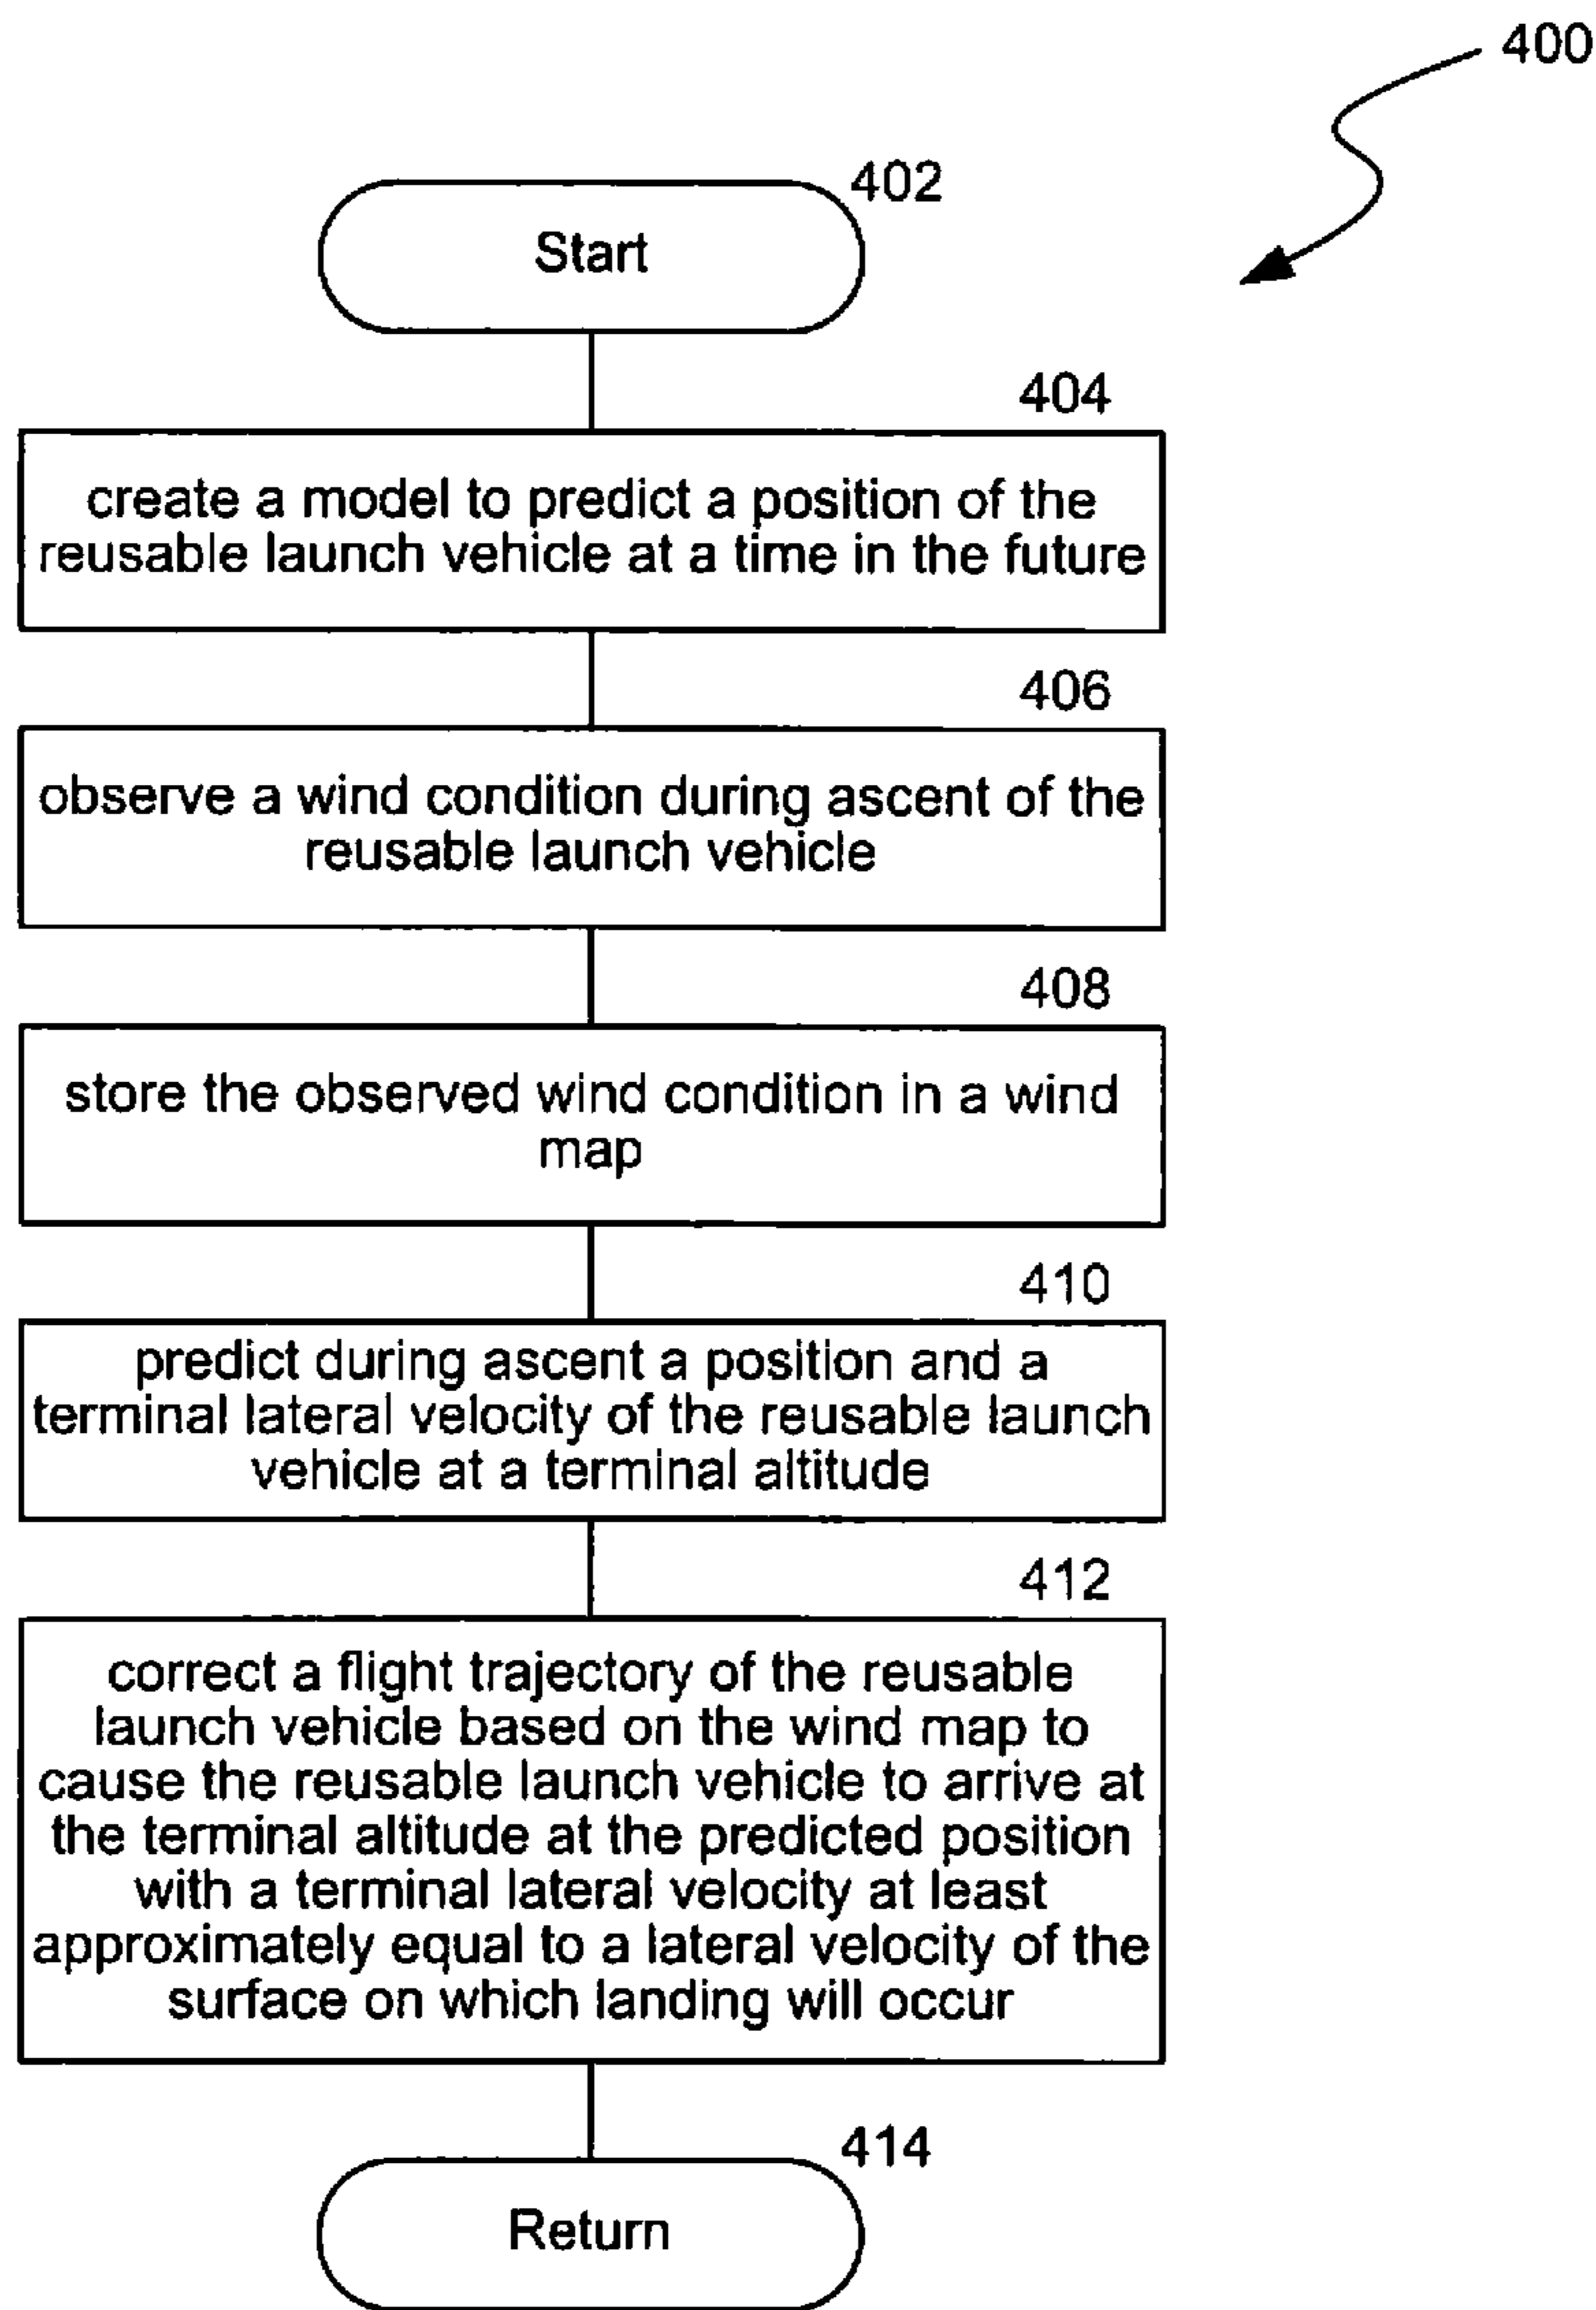 400
402
Start
404
create a model to predict a position of the
reusable launch vehicle at a time in the future
406
observe a wind condition during ascent of the
reusable launch vehicle
408
store the observed wind condition in a wind
map
410
predict during ascent a position and a
terminal lateral velocity of the reusable launch
vehicle at a terminal altitude
412
correct a flight trajectory of the reusable
launch vehicle based on the wind map to
cause the reusable launch vehicle to arrive at
the terminal altitude at the predicted position
with a terminal lateral velocity at least
approximately equal to a lateral velocity of the
surface on which landing will occur
414
Return